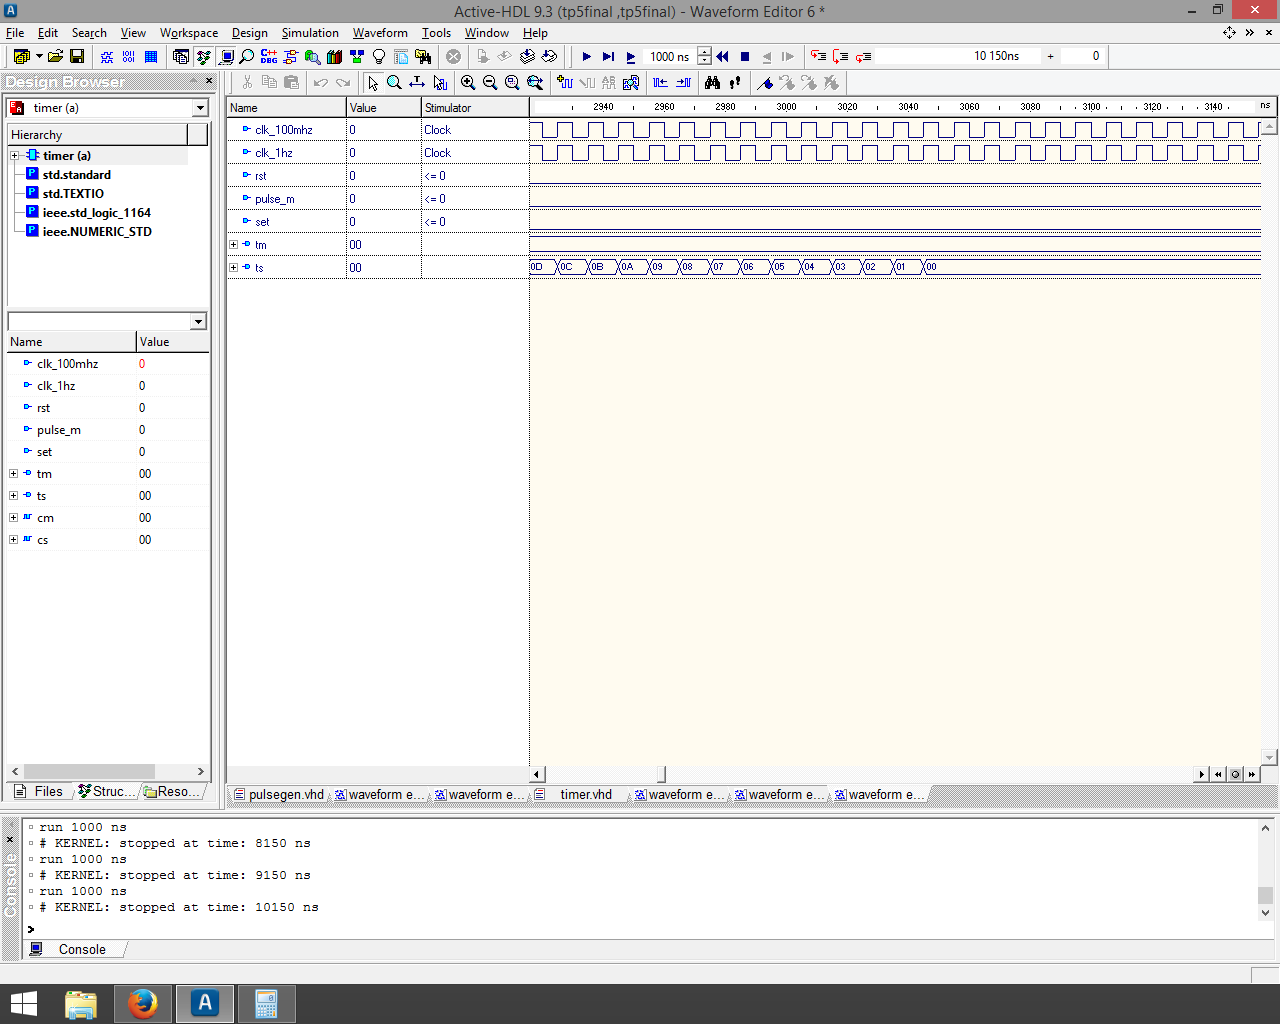 Active-HDL 9.3 (tp5final ,tp5final) - Waveform Editor 6 *
File Edit Search View Workspace Design Simulation Waveform Tools Window Help
1000 ns 10 150ns + 0
Design Browser
timer (a)
Hierarchy
timer (a)
std.standard
std.TEXTIO
ieee.std_logic_1164
ieee.NUMERIC_STD
Name Value
clk_100mhz 0
clk_1hz 0
rst 0
pulse_m 0
set 0
tm 00
ts 00
cm 00
cs 00
Files Struc... Reso...
Name Value Stimulator 2940 2960 2980 3000 3020 3040 3060 3080 3100 3120 3140 ns
clk_100mhz 0 Clock
clk_1hz 0 Clock
rst 0 <= 0
pulse_m 0 <= 0
set 0 <= 0
tm 00
ts 00 0D 0C 0B 0A 09 08 07 06 05 04 03 02 01 00
pulsegen.vhd waveform e... waveform e... timer.vhd waveform e... waveform e... waveform e...
Console
run 1000 ns
# KERNEL: stopped at time: 8150 ns
run 1000 ns
# KERNEL: stopped at time: 9150 ns
run 1000 ns
# KERNEL: stopped at time: 10150 ns
>
Console